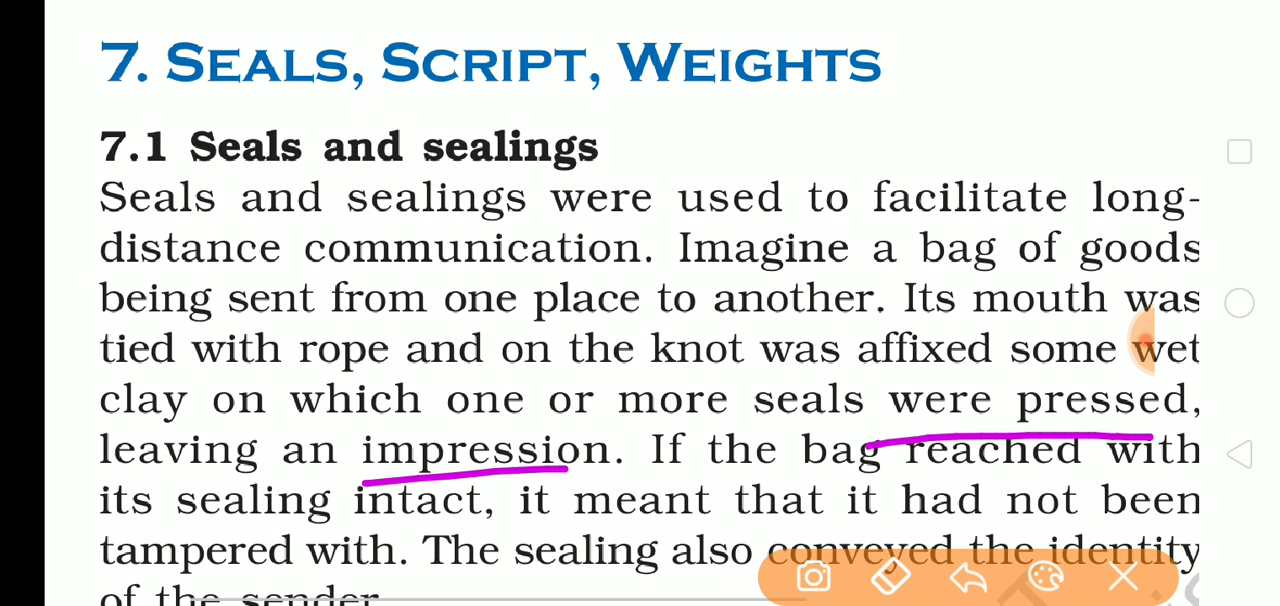 7. SEALS, SCRIPT, WEIGHTS
7.1 Seals and sealings
Seals and sealings were used to facilitate long-
distance communication. Imagine a bag of goods
being sent from one place to another. Its mouth was
tied with rope and on the knot was affixed some wet
clay on which one or more seals were pressed,
leaving an impression. If the bag reached with
its sealing intact, it meant that it had not been
tampered with. The sealing also conveyed the identity
of the sender.